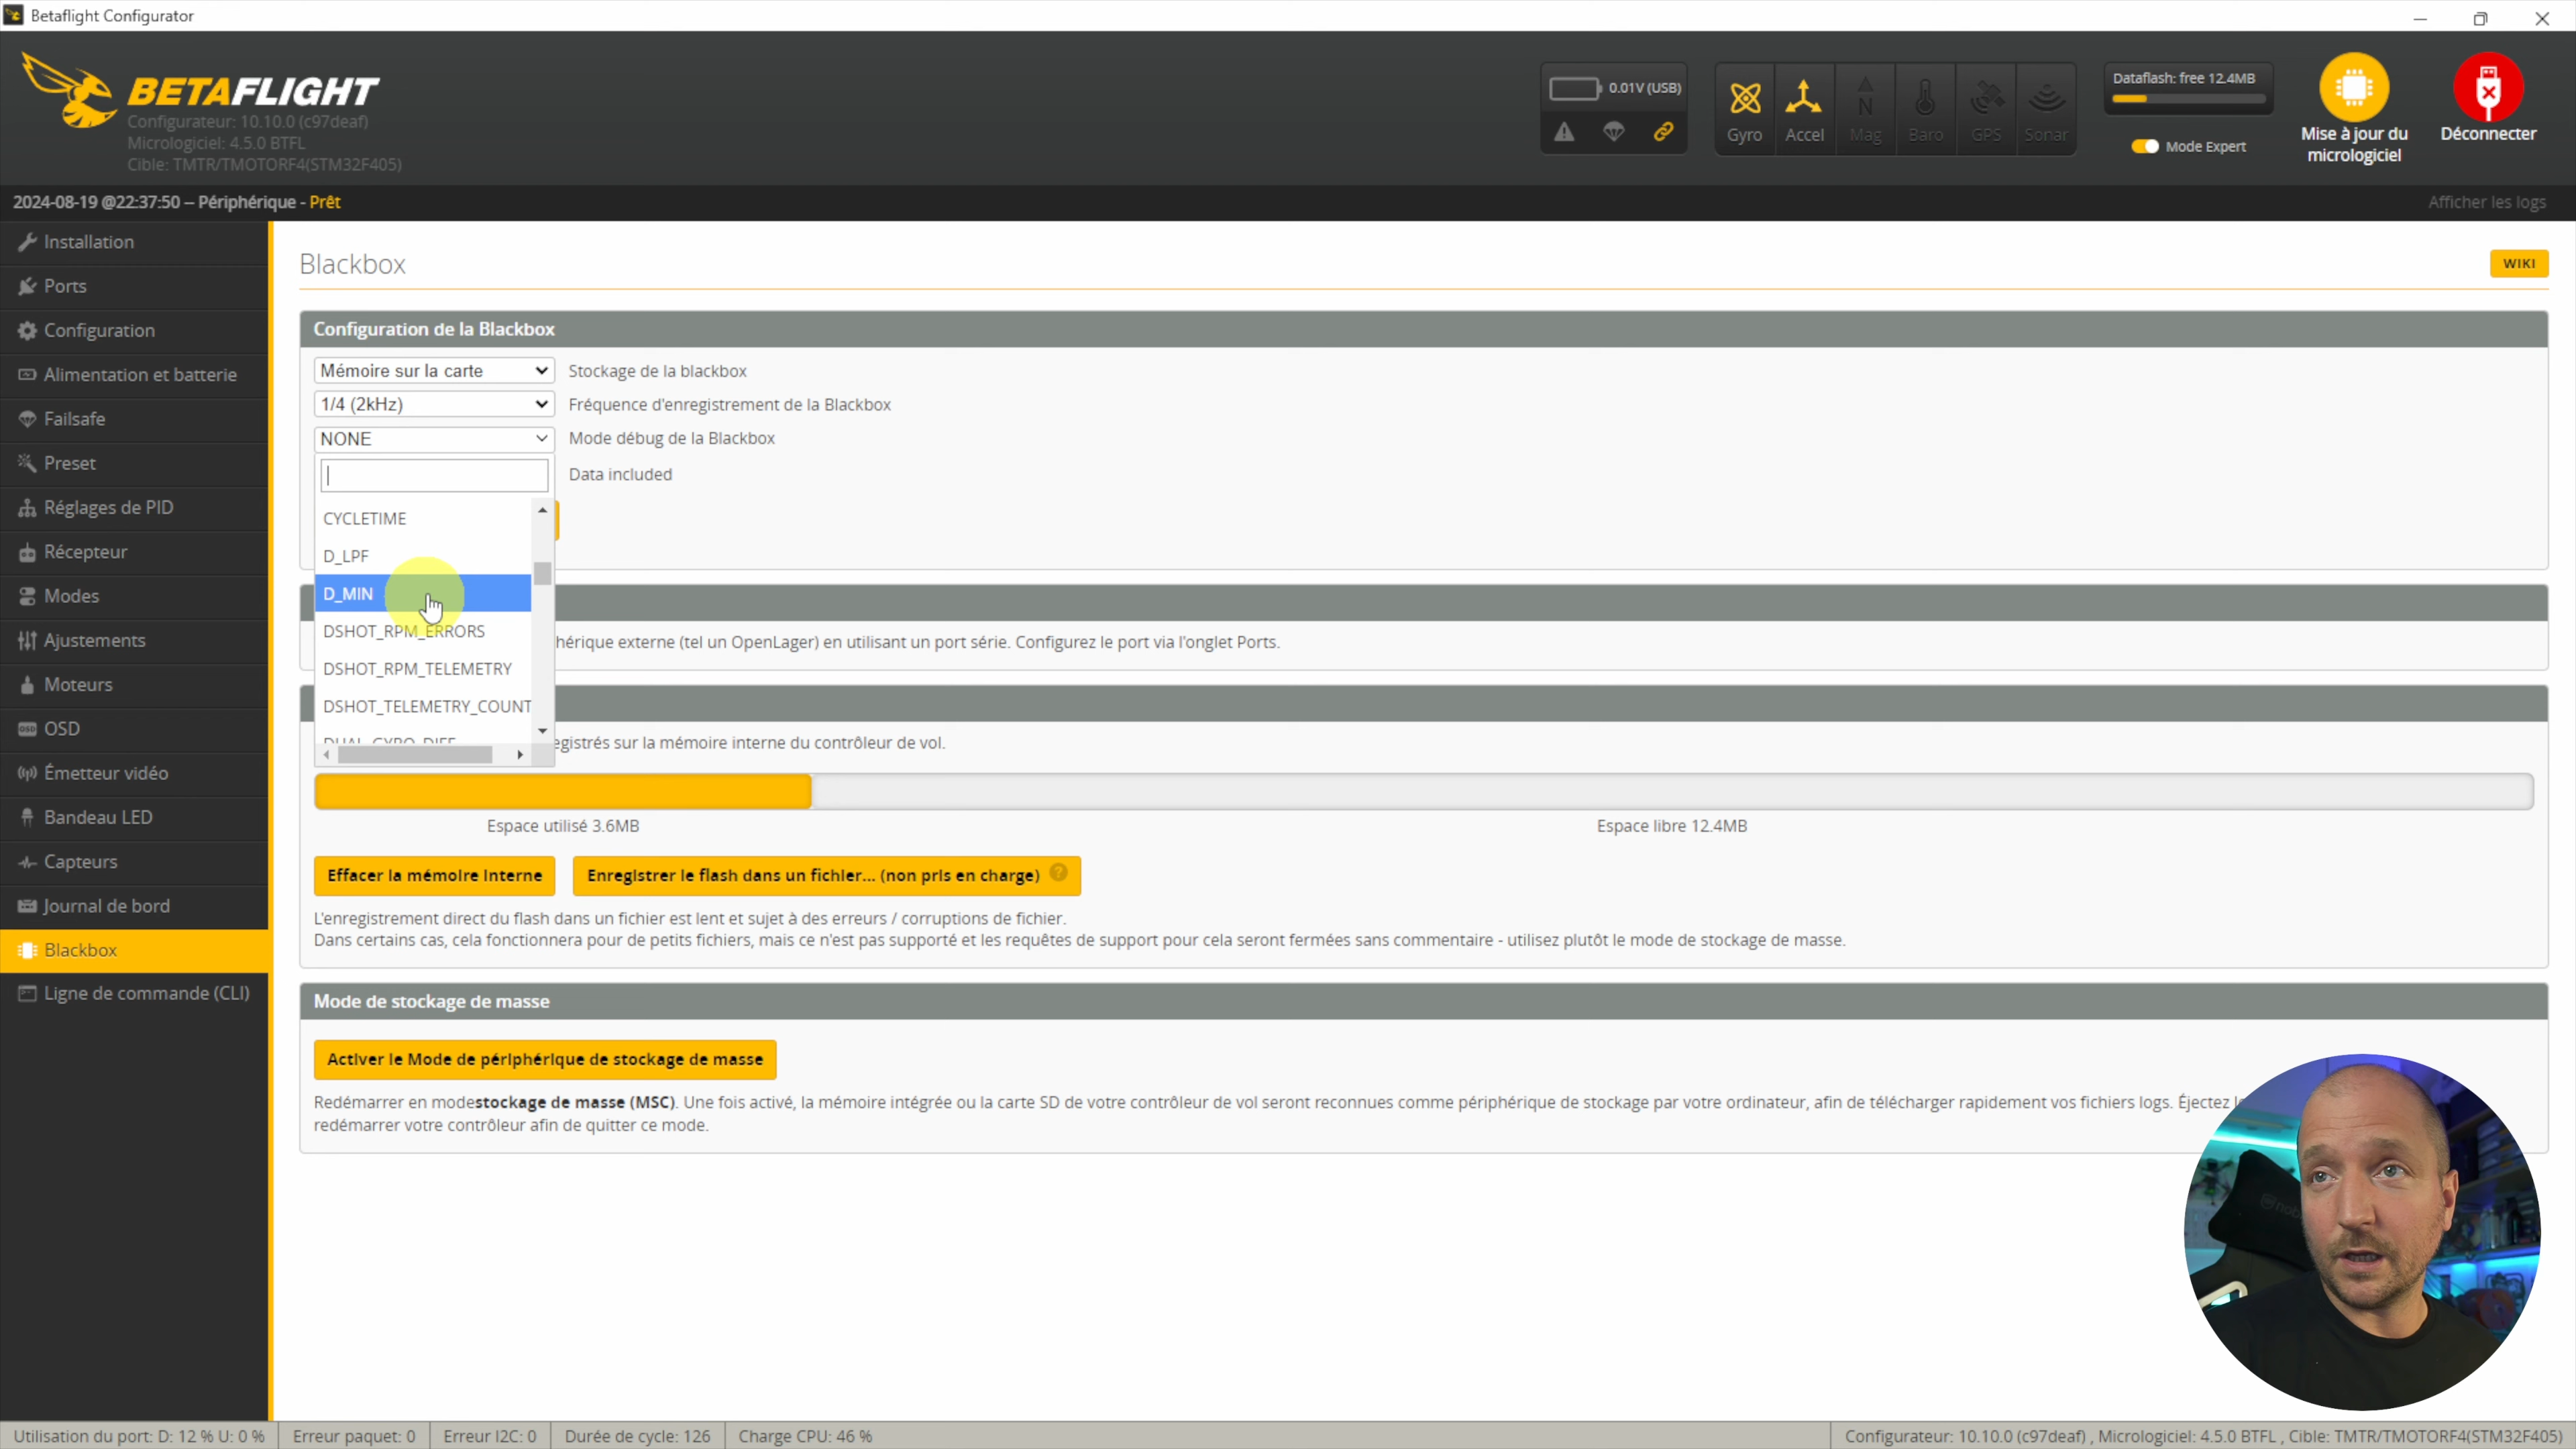 Betaflight Configurator
BETAFLIGHT
Configurateur: 10.10.0 (c97deaf)
Micrologiciel: 4.5.0 BTFL
Cible: TMTR/TMOTORF4(STM32F405)
0.01V (USB)
Gyro
Accel
Mag
Baro
GPS
Sonar
Dataflash: free 12.4MB
Mode Expert
Mise à jour du
micrologiciel
Déconnecter
2024-08-19 @22:37:50 -- Périphérique - Prêt
Afficher les logs
Installation
Ports
Configuration
Alimentation et batterie
Failsafe
Preset
Réglages de PID
Récepteur
Modes
Ajustements
Moteurs
OSD
Émetteur vidéo
Bandeau LED
Capteurs
Journal de bord
Blackbox
Ligne de commande (CLI)
Blackbox
WIKI
Configuration de la Blackbox
Mémoire sur la carte
Stockage de la blackbox
1/4 (2kHz)
Fréquence d'enregistrement de la Blackbox
NONE
Mode débug de la Blackbox
Data included
CYCLETIME
D_LPF
D_MIN
DSHOT_RPM_ERRORS
DSHOT_RPM_TELEMETRY
DSHOT_TELEMETRY_COUNT
DUAL_GYRO_DIFF
hérique externe (tel un OpenLager) en utilisant un port série. Configurez le port via l'onglet Ports.
egistrés sur la mémoire interne du contrôleur de vol.
Espace utilisé 3.6MB
Espace libre 12.4MB
Effacer la mémoire interne
Enregistrer le flash dans un fichier... (non pris en charge) ?
L'enregistrement direct du flash dans un fichier est lent et sujet à des erreurs / corruptions de fichier.
Dans certains cas, cela fonctionnera pour de petits fichiers, mais ce n'est pas supporté et les requêtes de support pour cela seront fermées sans commentaire - utilisez plutôt le mode de stockage de masse.
Mode de stockage de masse
Activer le Mode de périphérique de stockage de masse
Redémarrer en modestockage de masse (MSC). Une fois activé, la mémoire intégrée ou la carte SD de votre contrôleur de vol seront reconnues comme périphérique de stockage par votre ordinateur, afin de télécharger rapidement vos fichiers logs. Éjectez
redémarrer votre contrôleur afin de quitter ce mode.
Utilisation du port: D: 12 % U: 0 %
Erreur paquet: 0
Erreur I2C: 0
Durée de cycle: 126
Charge CPU: 46 %
Configurateur: 10.10.0 (c97deaf) , Micrologiciel: 4.5.0 BTFL , Cible: TMTR/TMOTORF4(STM32F405)